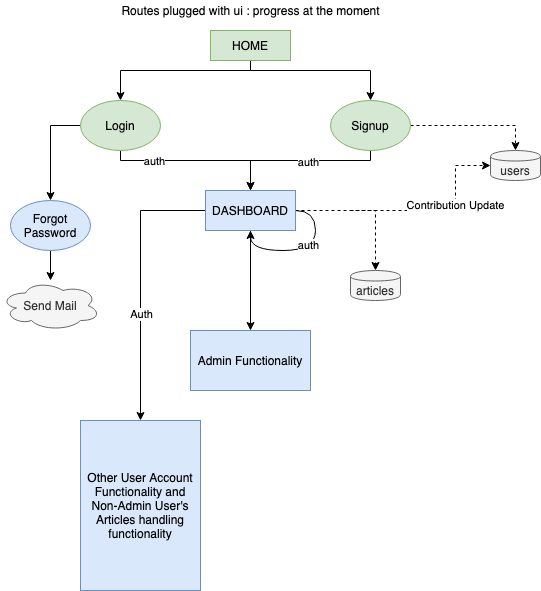 Routes plugged with ui : progress at the moment
HOME
Login
Signup
auth
auth
users
Forgot
Password
DASHBOARD
Contribution Update
auth
Send Mail
articles
Auth
Admin Functionality
Other User Account
Functionality and
Non-Admin User's
Articles handling
functionality